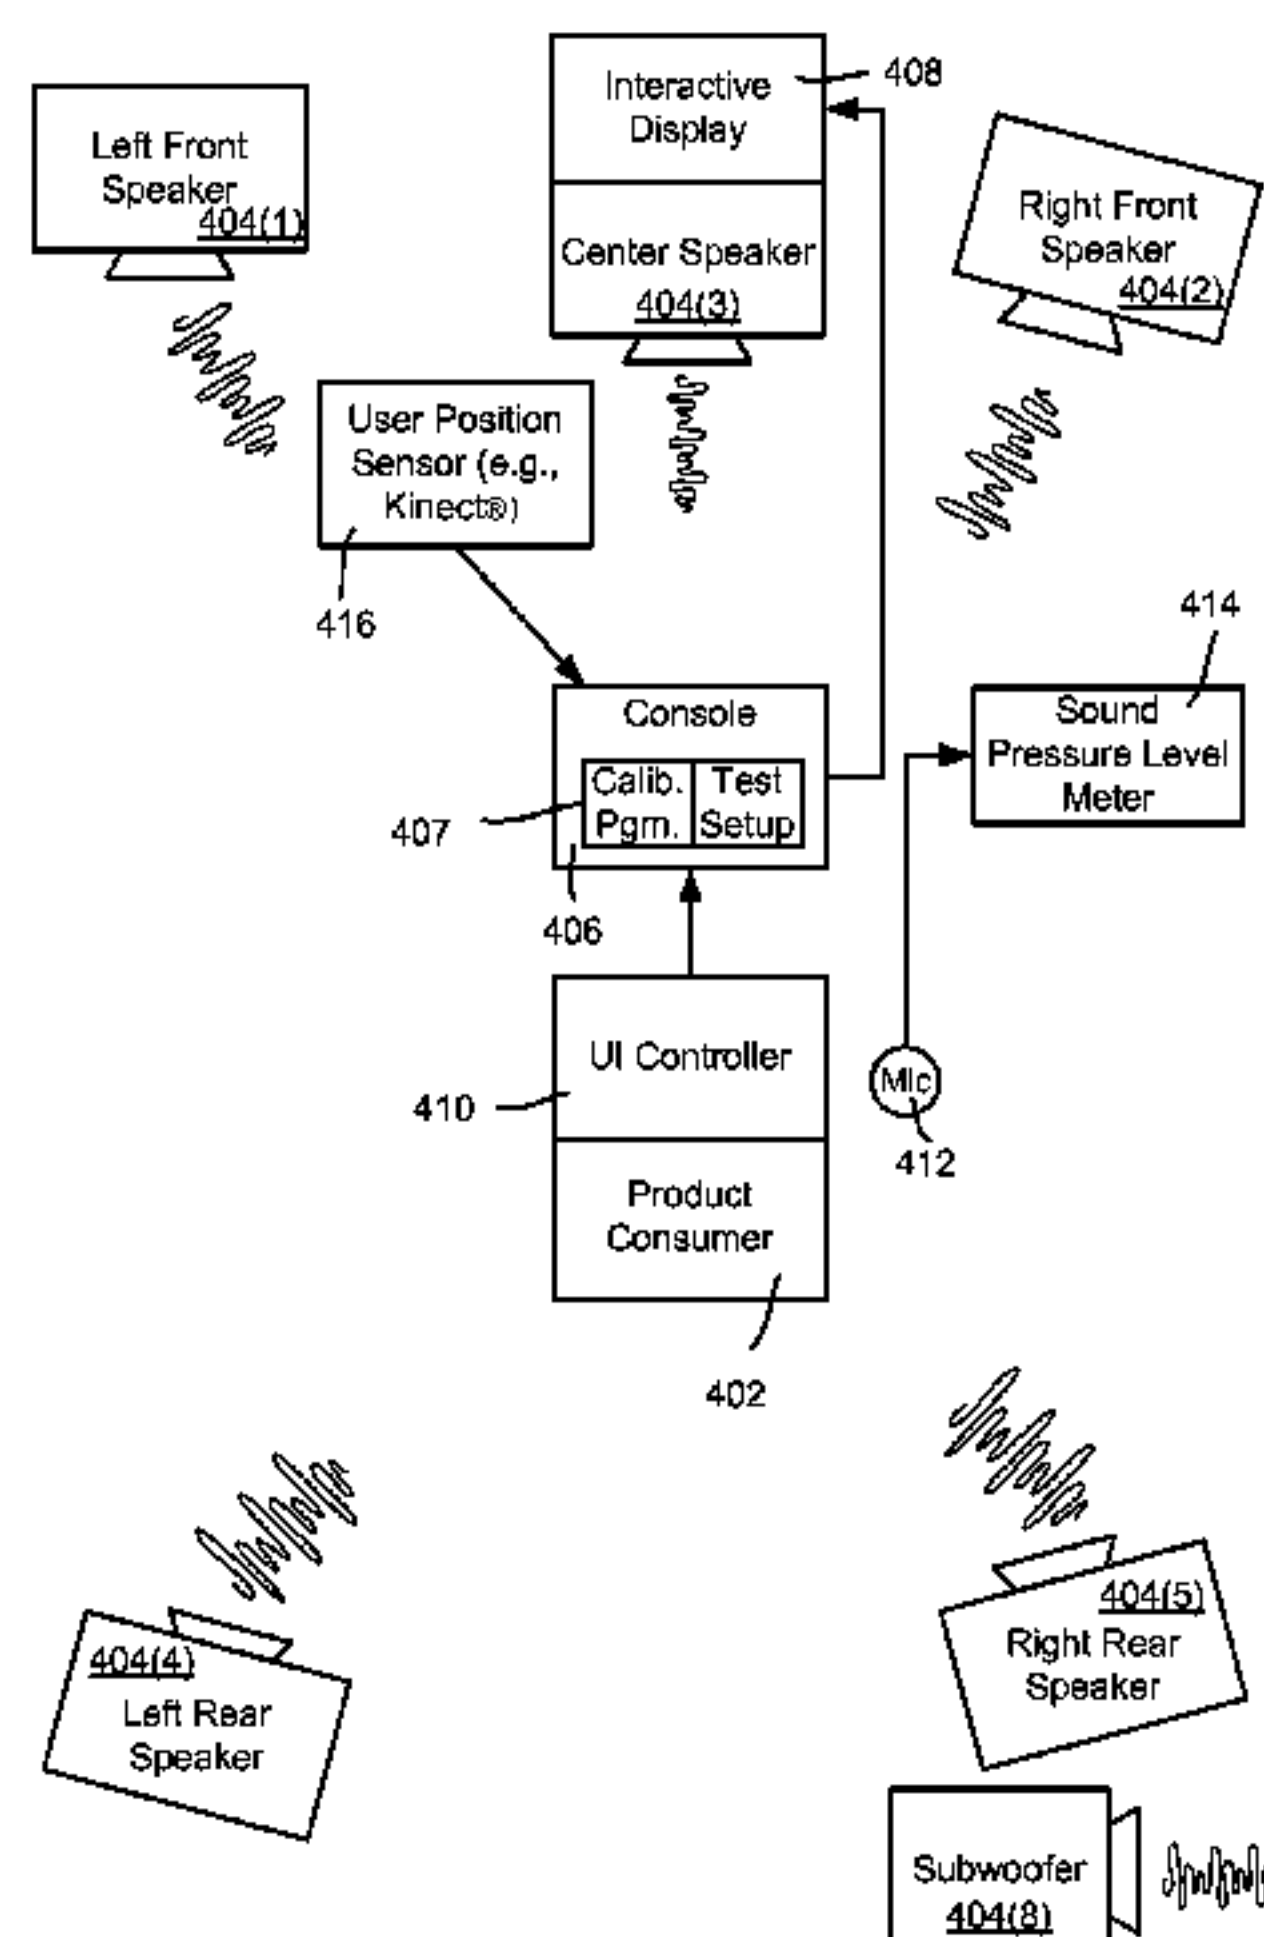 Interactive
Display
408
Left Front
Speaker
404(1)
Center Speaker
404(3)
Right Front
Speaker
404(2)
User Position
Sensor (e.g.,
Kinect®)
416
414
Console
Calib.
Pgm.
Test
Setup
407
406
Sound
Pressure Level
Meter
UI Controller
410
Mic
412
Product
Consumer
402
404(4)
Left Rear
Speaker
404(5)
Right Rear
Speaker
Subwoofer
404(8)